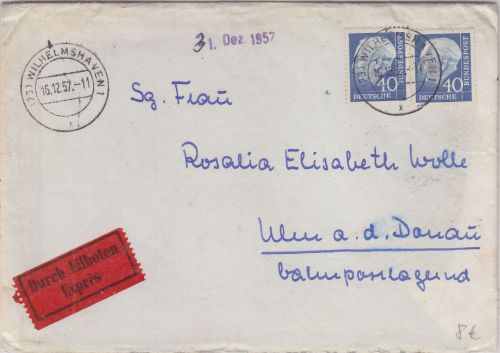 (23) WILHELMSHAVEN 1
16.12.57.-11
31. Dez. 1957
WILHELMSHAVEN
40 40
DEUTSCHE BUNDESPOST
DEUTSCHE BUNDESPOST
Sg. Frau
Rosalia Elisabeth Wolle
Ulm a. d. Donau
bahnpostlagernd
Durch Eilboten
Exprès
8€